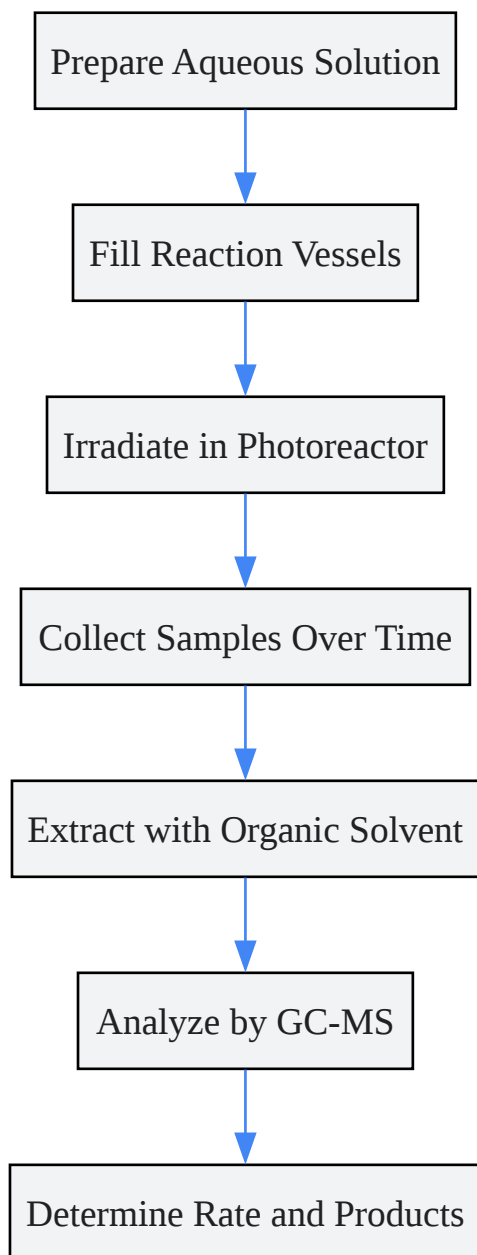 Prepare Aqueous Solution
Fill Reaction Vessels
Irradiate in Photoreactor
Collect Samples Over Time
Extract with Organic Solvent
Analyze by GC-MS
Determine Rate and Products